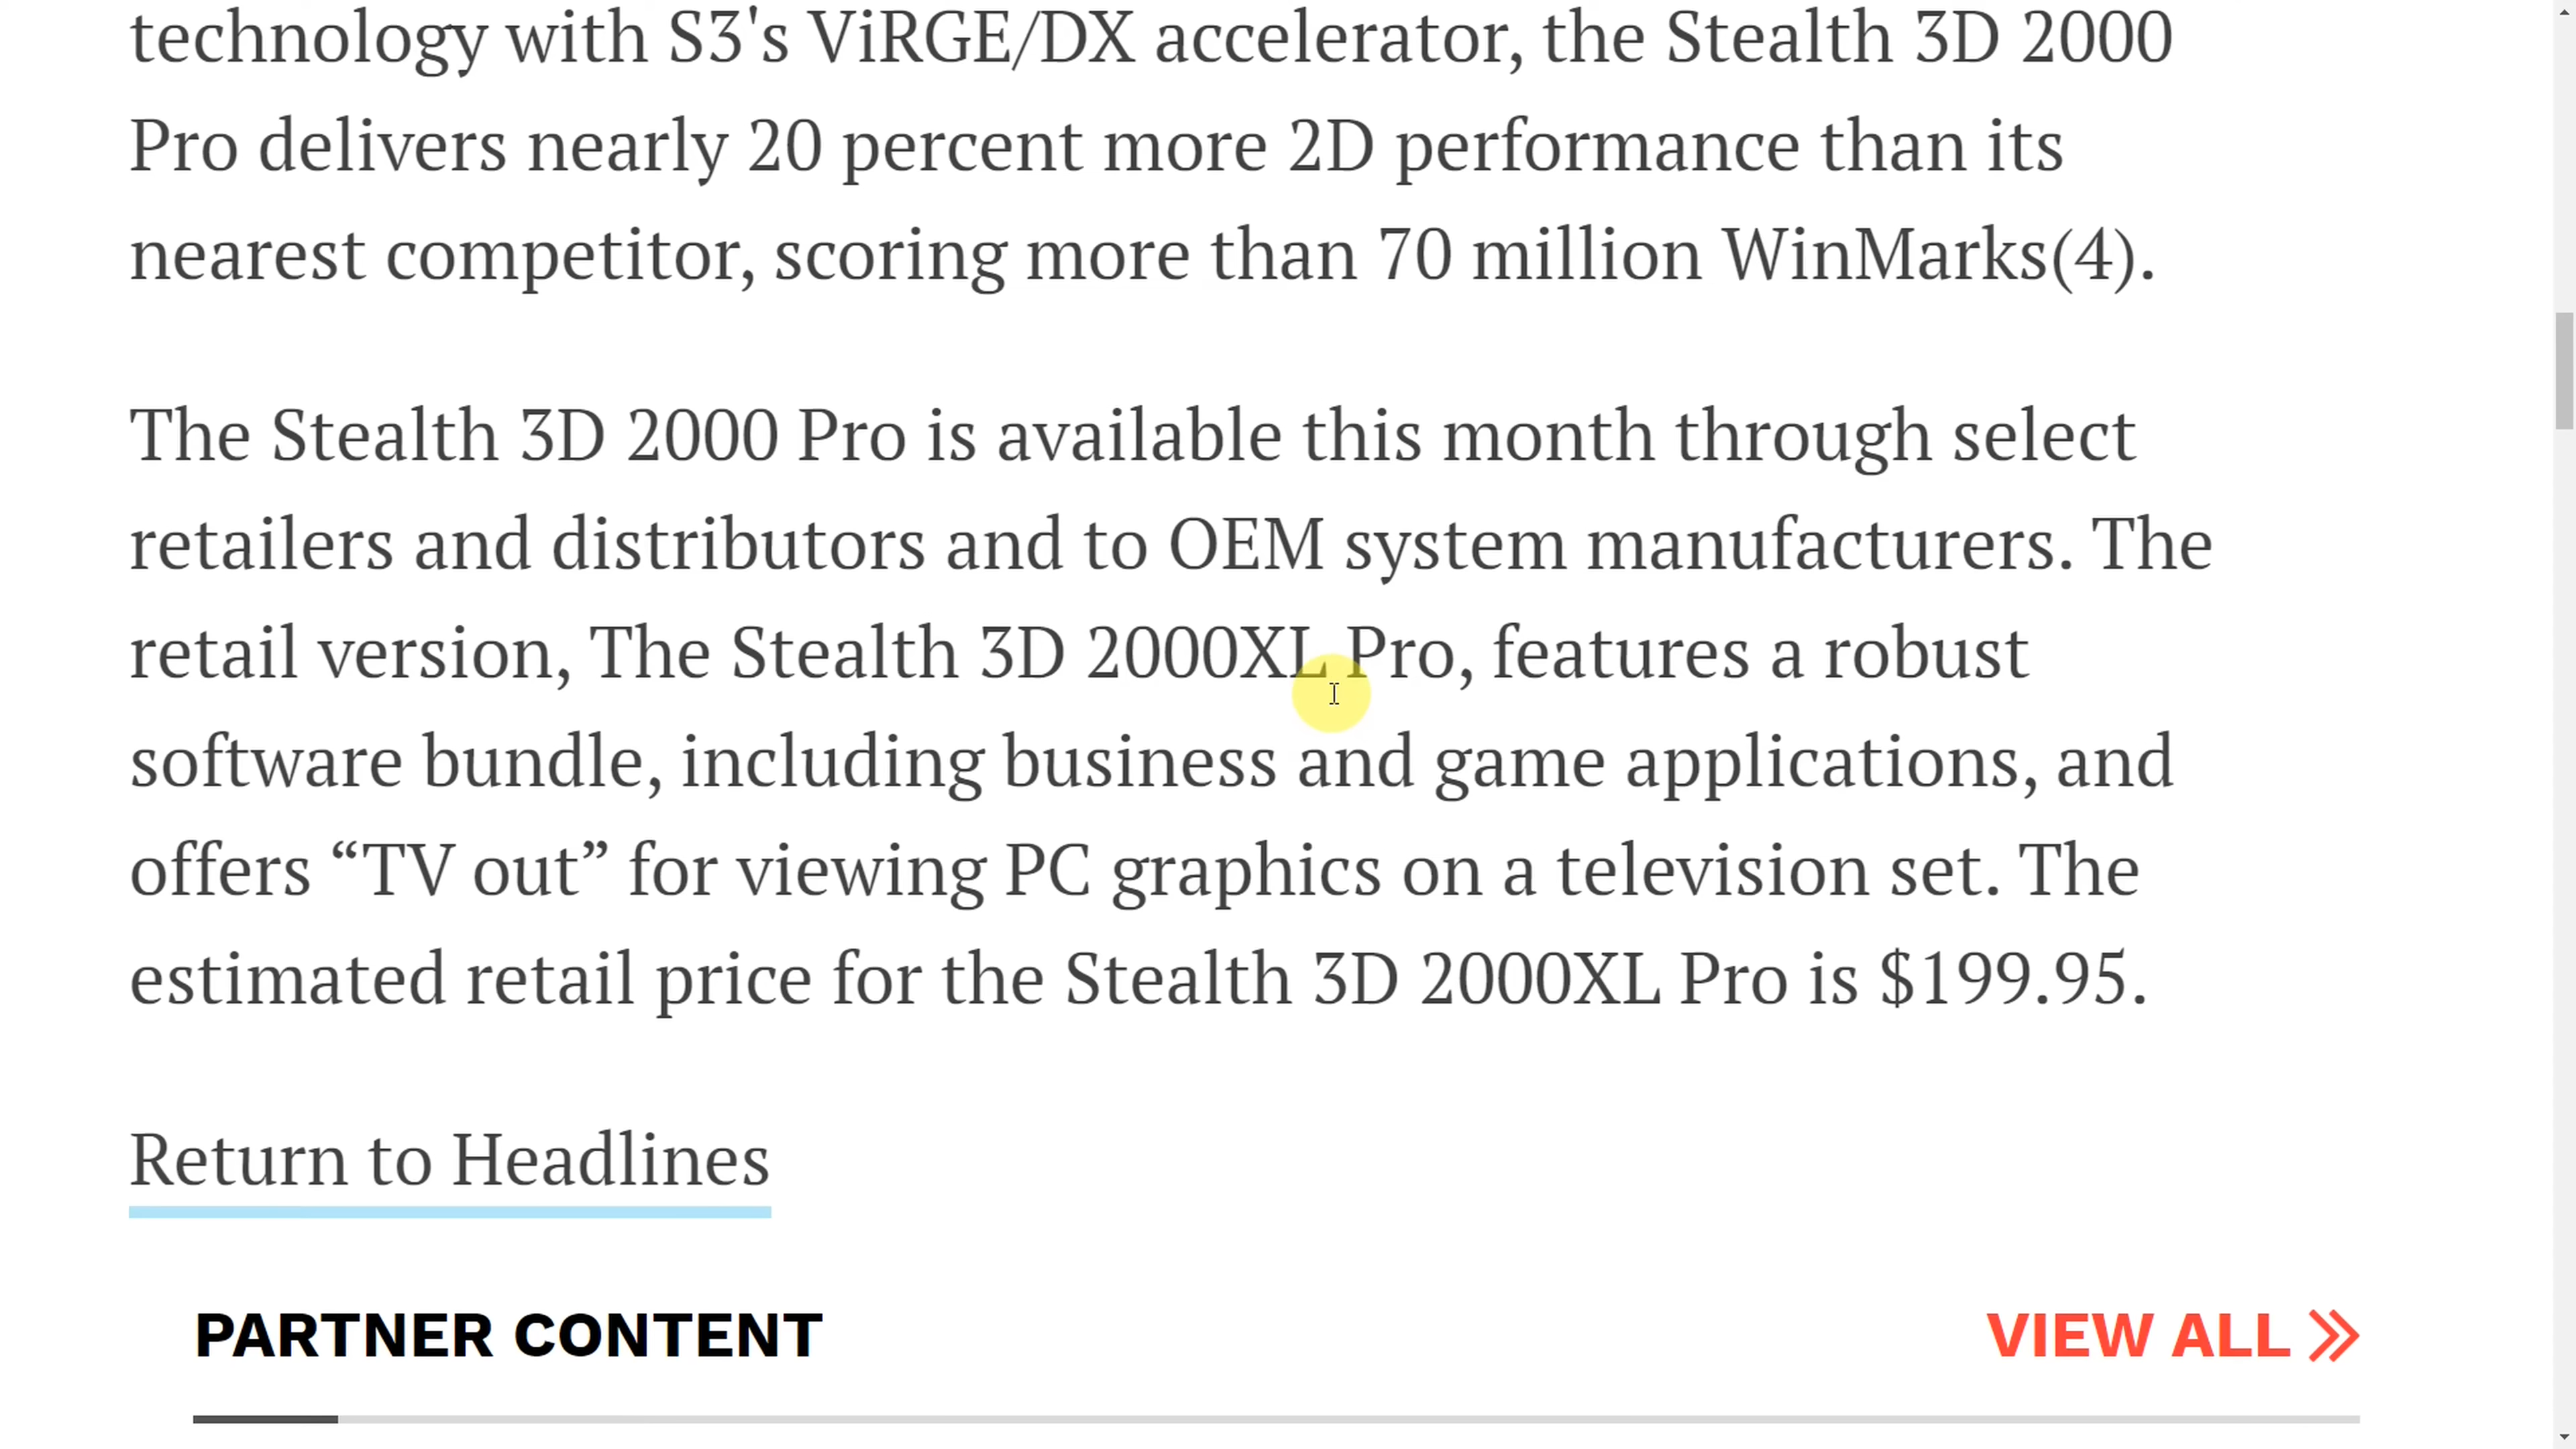 technology with S3's ViRGE/DX accelerator, the Stealth 3D 2000
Pro delivers nearly 20 percent more 2D performance than its
nearest competitor, scoring more than 70 million WinMarks(4).
The Stealth 3D 2000 Pro is available this month through select
retailers and distributors and to OEM system manufacturers. The
retail version, The Stealth 3D 2000XL Pro, features a robust
software bundle, including business and game applications, and
offers “TV out” for viewing PC graphics on a television set. The
estimated retail price for the Stealth 3D 2000XL Pro is $199.95.
Return to Headlines
PARTNER CONTENT
VIEW ALL